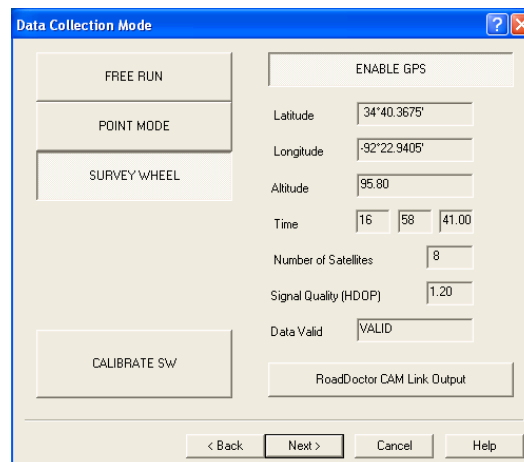 Data Collection Mode
FREE RUN
POINT MODE
SURVEY WHEEL
CALIBRATE SW
ENABLE GPS
Latitude 34°40.3675'
Longitude -92°22.9405'
Altitude 95.80
Time 16 58 41.00
Number of Satellites 8
Signal Quality (HDOP) 1.20
Data Valid VALID
RoadDoctor CAM Link Output
< Back Next > Cancel Help